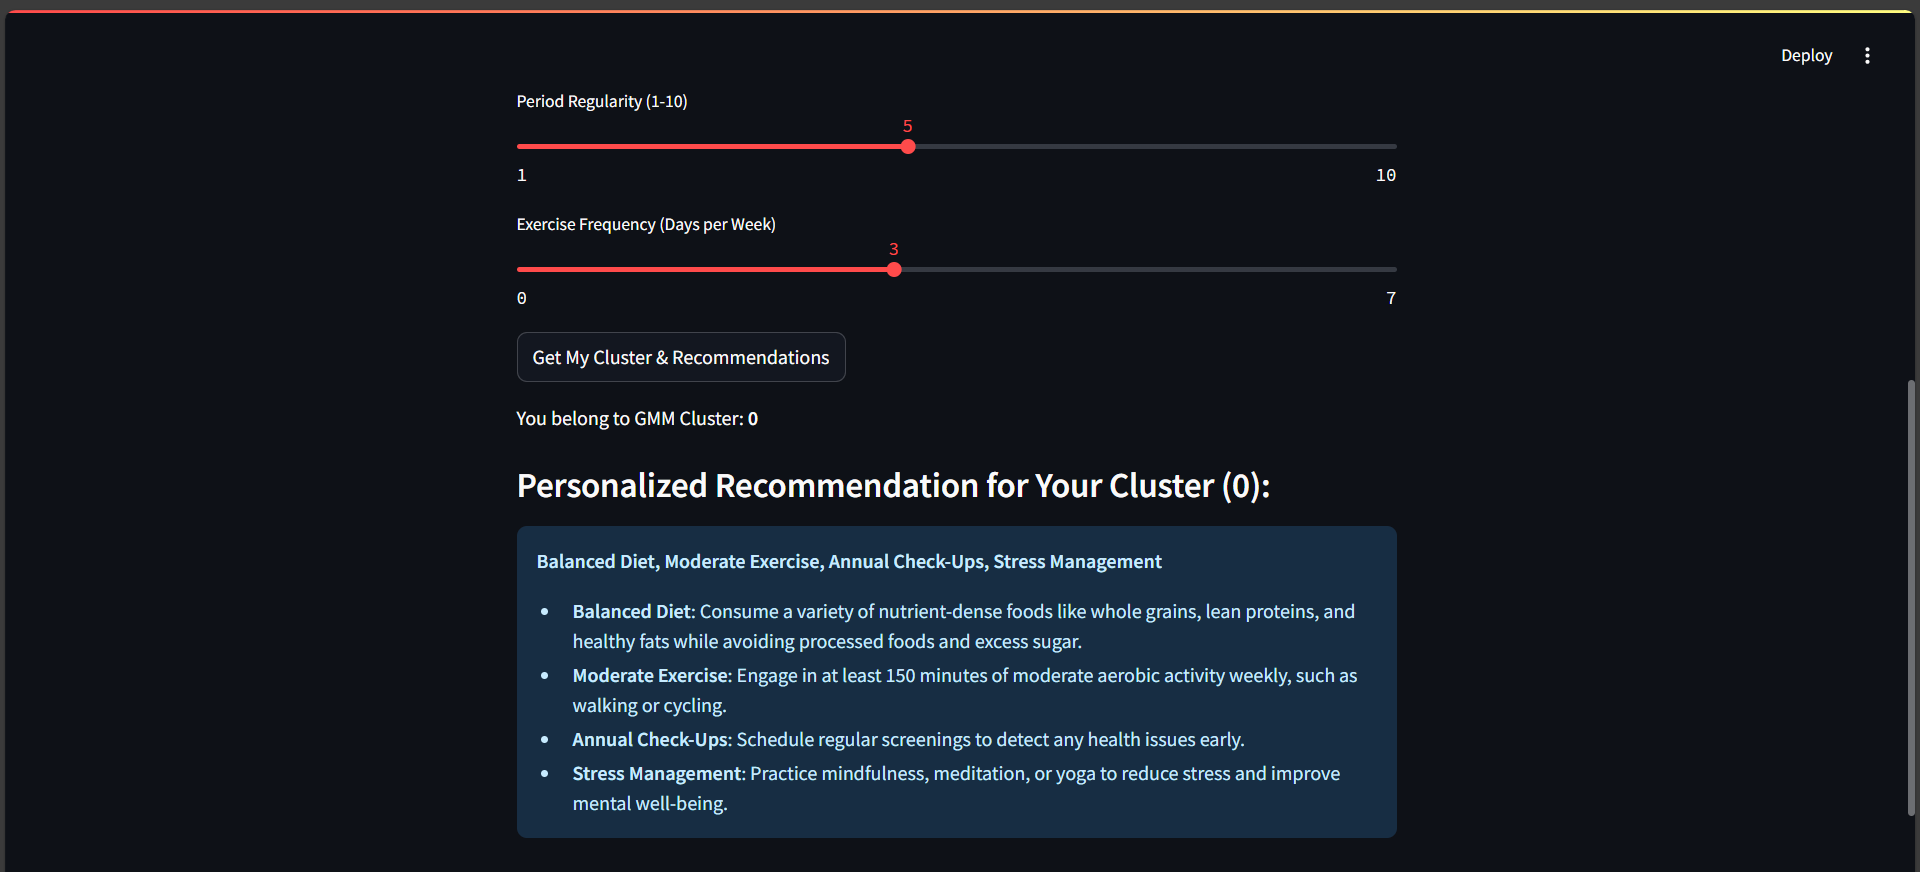 Deploy
Period Regularity (1-10)
5
1 10
Exercise Frequency (Days per Week)
3
0 7
Get My Cluster & Recommendations
You belong to GMM Cluster: 0
Personalized Recommendation for Your Cluster (0):
Balanced Diet, Moderate Exercise, Annual Check-Ups, Stress Management
• Balanced Diet: Consume a variety of nutrient-dense foods like whole grains, lean proteins, and
healthy fats while avoiding processed foods and excess sugar.
• Moderate Exercise: Engage in at least 150 minutes of moderate aerobic activity weekly, such as
walking or cycling.
• Annual Check-Ups: Schedule regular screenings to detect any health issues early.
• Stress Management: Practice mindfulness, meditation, or yoga to reduce stress and improve
mental well-being.